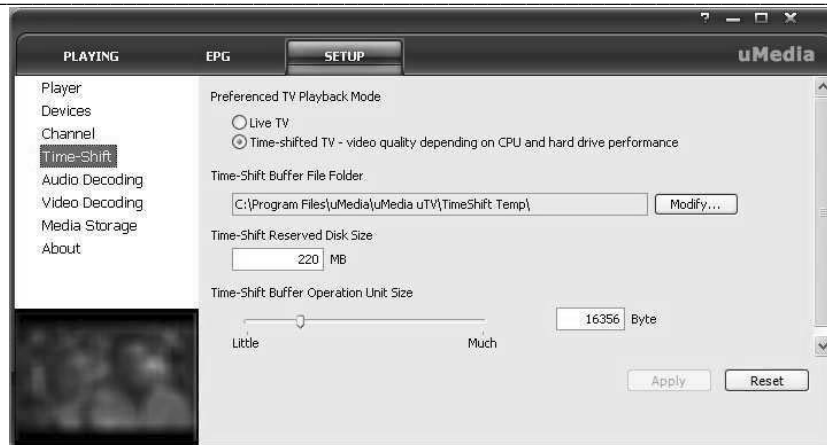 PLAYING EPG SETUP uMedia
Player
Devices
Channel
Time-Shift
Audio Decoding
Video Decoding
Media Storage
About
Preferenced TV Playback Mode
Live TV
Time-shifted TV - video quality depending on CPU and hard drive performance
Time-Shift Buffer File Folder
C:\Program Files\uMedia\uMedia uTV\TimeShift Temp\ Modify...
Time-Shift Reserved Disk Size
220 MB
Time-Shift Buffer Operation Unit Size
16356 Byte
Little Much
Apply Reset